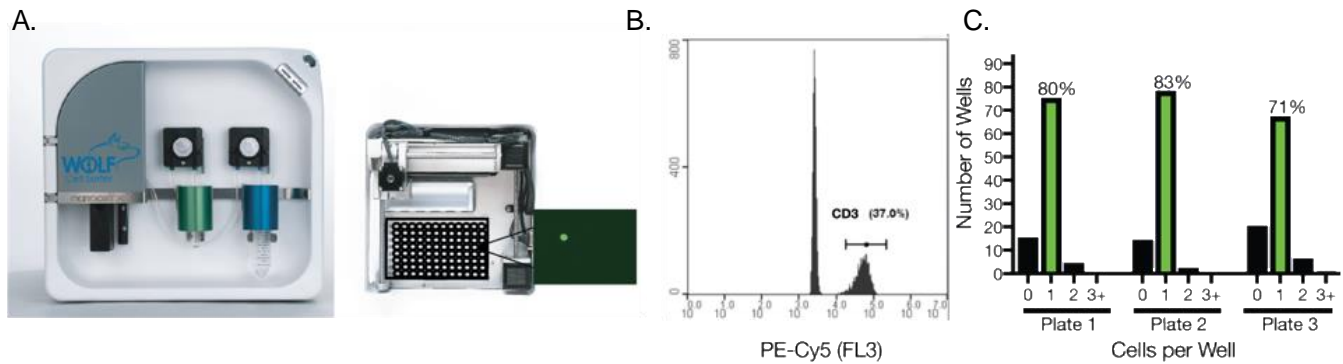 A.
B.
C.
WOLF
Cell Sorter
800
400
0
CD3 (37.0%)
PE-Cy5 (FL3)
Number of Wells
90
80
70
60
50
40
30
20
10
0
80%
83%
71%
0 1 2 3+ 0 1 2 3+ 0 1 2 3+
Plate 1 Plate 2 Plate 3
Cells per Well